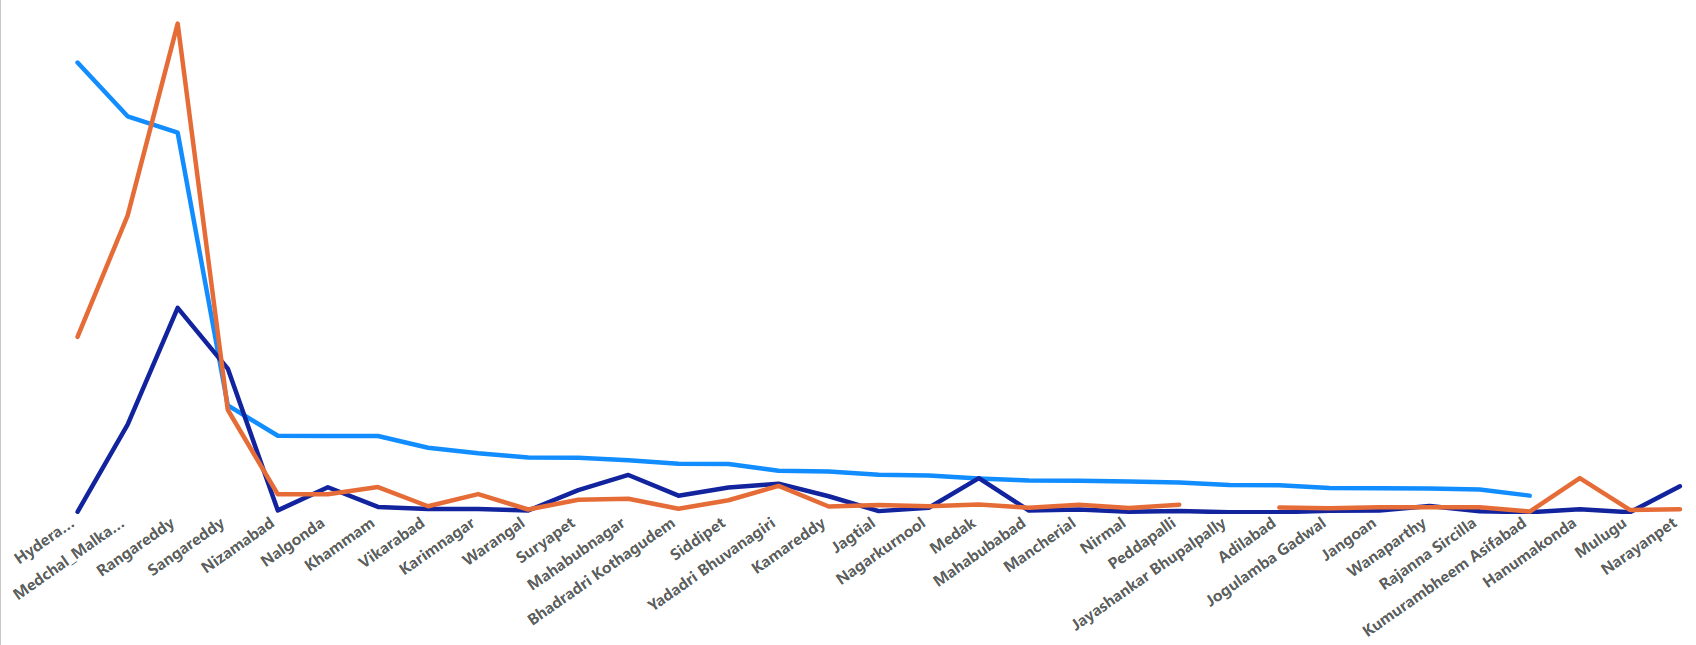 Hydera...
Medchal_Malka...
Rangareddy
Sangareddy
Nizamabad
Nalgonda
Khammam
Vikarabad
Karimnagar
Warangal
Suryapet
Mahabubnagar
Bhadradri Kothagudem
Siddipet
Yadadri Bhuvanagiri
Kamareddy
Jagtial
Nagarkurnool
Medak
Mahabubabad
Mancherial
Nirmal
Peddapalli
Jayashankar Bhupalpally
Adilabad
Jogulamba Gadwal
Jangoan
Wanaparthy
Rajanna Sircilla
Kumurambheem Asifabad
Hanumakonda
Mulugu
Narayanpet